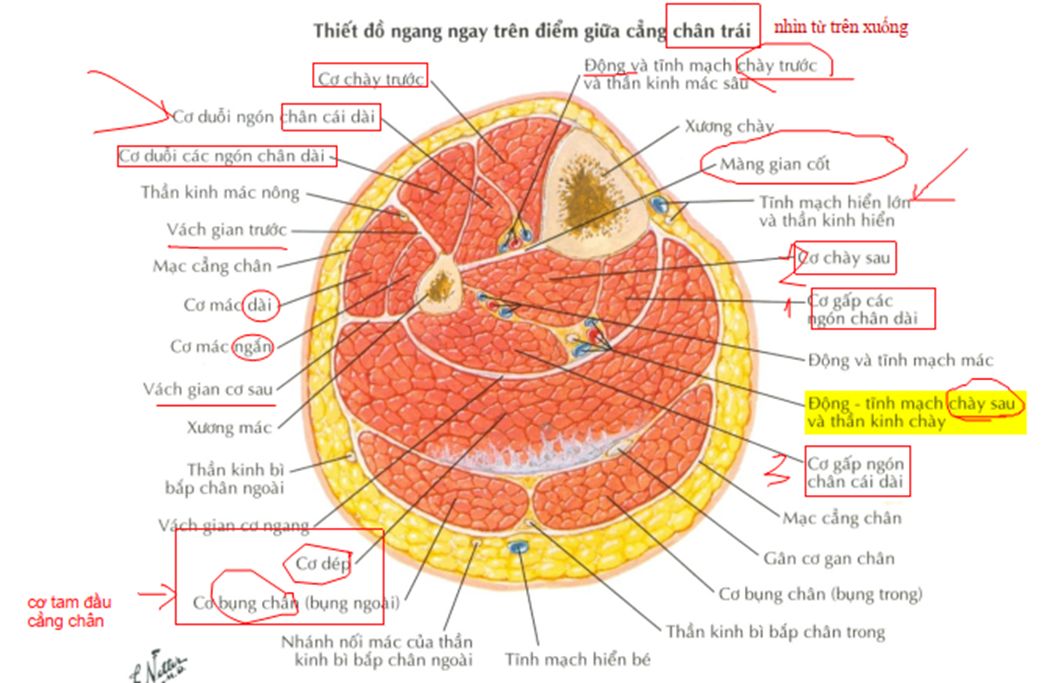 Thiết đồ ngang ngay trên điểm giữa cẳng chân trái
nhìn từ trên xuống
Cơ chày trước
Động và tĩnh mạch chày trước
và thần kinh mác sâu
Cơ duỗi ngón chân cái dài
Xương chày
Cơ duỗi các ngón chân dài
Màng gian cốt
Thần kinh mác nông
Tĩnh mạch hiển lớn
và thần kinh hiển
Vách gian trước
Mạc cẳng chân
2
Cơ chày sau
Cơ mác dài
1
Cơ gấp các
ngón chân dài
Cơ mác ngắn
Động và tĩnh mạch mác
Vách gian cơ sau
Động - tĩnh mạch chày sau
và thần kinh chày
Xương mác
3
Cơ gấp ngón
chân cái dài
Thần kinh bì
bắp chân ngoài
Mạc cẳng chân
Vách gian cơ ngang
Gân cơ gan chân
Cơ dép
Cơ bụng chân (bụng trong)
cơ tam đầu
cẳng chân
Cơ bụng chân (bụng ngoài)
Thần kinh bì bắp chân trong
Nhánh nối mác của thần
kinh bì bắp chân ngoài
Tĩnh mạch hiển bé